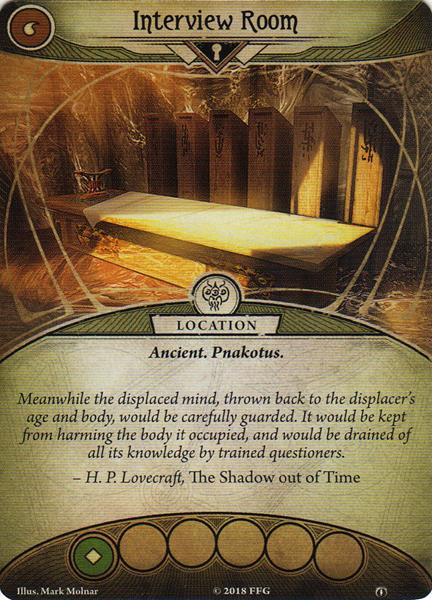 Interview Room
LOCATION
Ancient. Pnakotus.
Meanwhile the displaced mind, thrown back to the displacer's
age and body, would be carefully guarded. It would be kept
from harming the body it occupied, and would be drained of
all its knowledge by trained questioners.
– H. P. Lovecraft, The Shadow out of Time
Illus. Mark Molnar © 2018 FFG